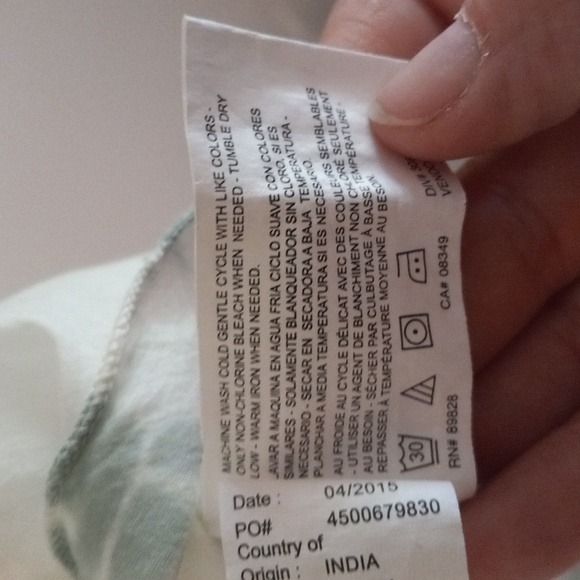 MACHINE WASH COLD GENTLE CYCLE WITH LIKE COLORS -
ONLY NON-CHLORINE BLEACH WHEN NEEDED - TUMBLE DRY
LOW - WARM IRON WHEN NEEDED.
AVAR A MAQUINA EN AGUA FRIA CICLO SUAVE CON COLORES
SIMILARES - SOLAMENTE BLANQUEADOR SIN CLORO, SI ES
NECESARIO - SECAR EN SECADORA A BAJA TEMPERATURA -
PLANCHAR A MEDIA TEMPERATURA SI ES NECESARIO
AU FROIDE AU CYCLE DÉLICAT AVEC DES COULEURS SEMBLABLES
- UTILISER UN AGENT DE BLANCHIMENT NON CHLORÉ SEULEMENT
AU BESOIN - SÉCHER PAR CULBUTAGE À BASSE TEMPÉRATURE -
REPASSER À TEMPÉRATURE MOYENNE AU BESOIN
30
RN# 89828 CA# 08349
DIV#
Date : 04/2015
PO# 4500679830
Country of
Origin : INDIA